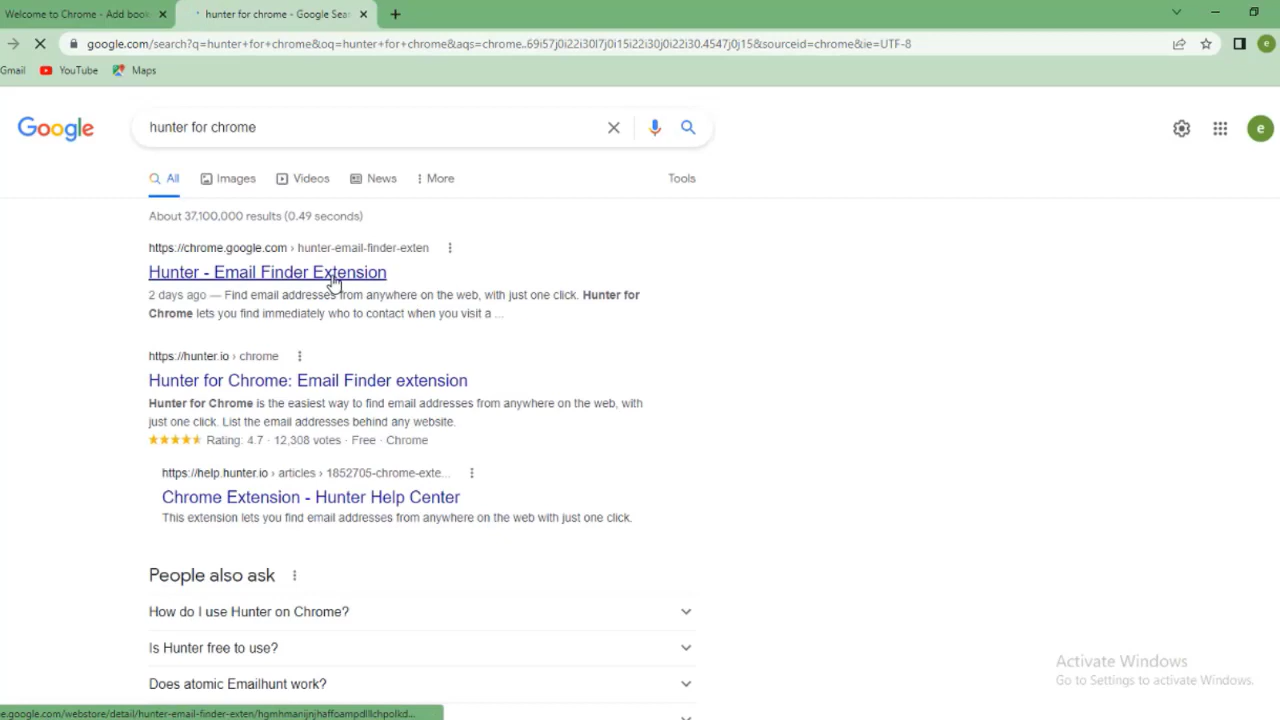 Welcome to Chrome - Add book
hunter for chrome - Google Sea
google.com/search?q=hunter+for+chrome&oq=hunter+for+chrome&aqs=chrome..69i57j0i22i30l7j0i15i22i30j0i22i30.4547j0j15&sourceid=chrome&ie=UTF-8
e
Gmail YouTube Maps
Google
hunter for chrome
e
All Images Videos News More Tools
About 37,100,000 results (0.49 seconds)
https://chrome.google.com › hunter-email-finder-exten
Hunter - Email Finder Extension
2 days ago — Find email addresses from anywhere on the web, with just one click. Hunter for
Chrome lets you find immediately who to contact when you visit a ...
https://hunter.io › chrome
Hunter for Chrome: Email Finder extension
Hunter for Chrome is the easiest way to find email addresses from anywhere on the web, with
just one click. List the email addresses behind any website.
Rating: 4.7 · 12,308 votes · Free · Chrome
https://help.hunter.io › articles › 1852705-chrome-exte...
Chrome Extension - Hunter Help Center
This extension lets you find email addresses from anywhere on the web with just one click.
People also ask
How do I use Hunter on Chrome?
Is Hunter free to use?
Does atomic Emailhunt work?
Activate Windows
Go to Settings to activate Windows.